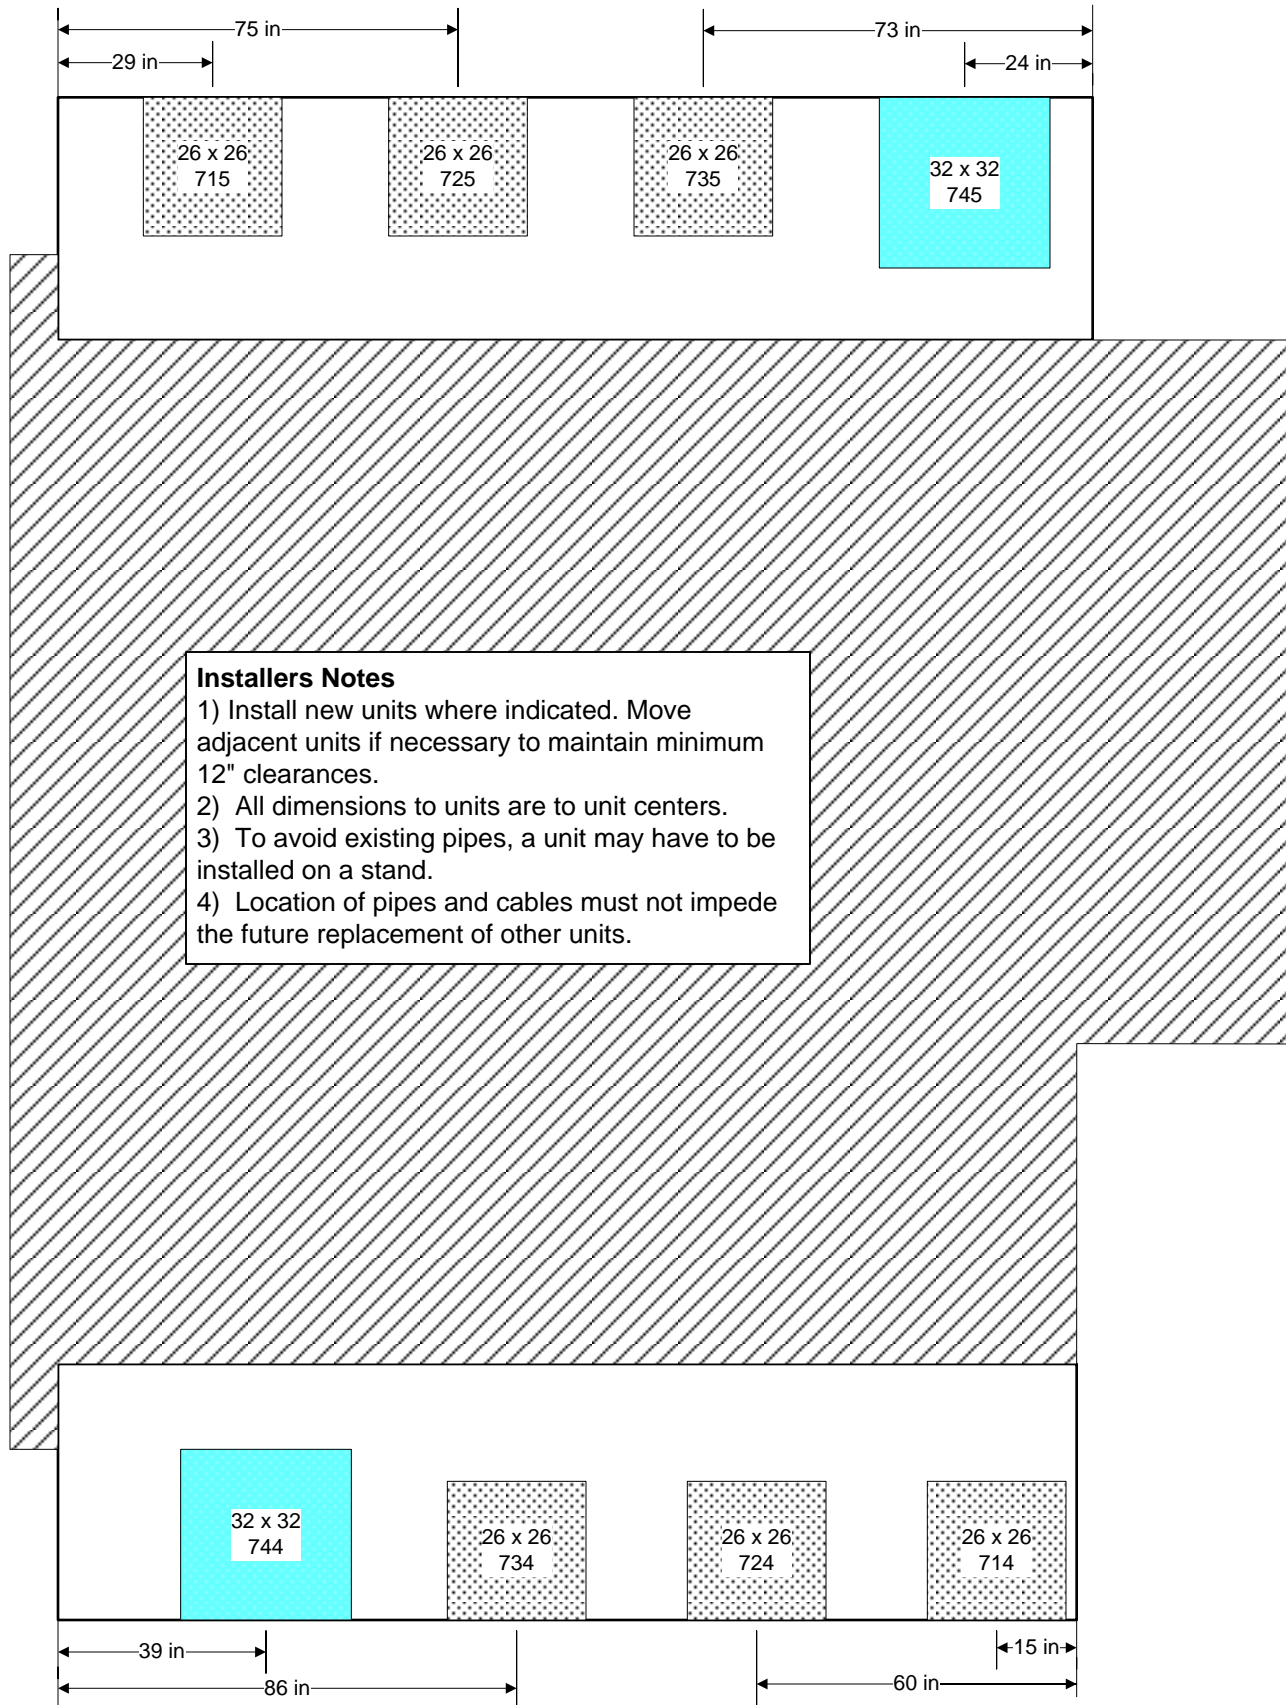 75 in
73 in
29 in
24 in
26 x 26
715
26 x 26
725
26 x 26
735
32 x 32
745
Installers Notes
1) Install new units where indicated. Move
adjacent units if necessary to maintain minimum
12" clearances.
2) All dimensions to units are to unit centers.
3) To avoid existing pipes, a unit may have to be
installed on a stand.
4) Location of pipes and cables must not impede
the future replacement of other units.
32 x 32
744
26 x 26
734
26 x 26
724
26 x 26
714
39 in
15 in
86 in
60 in